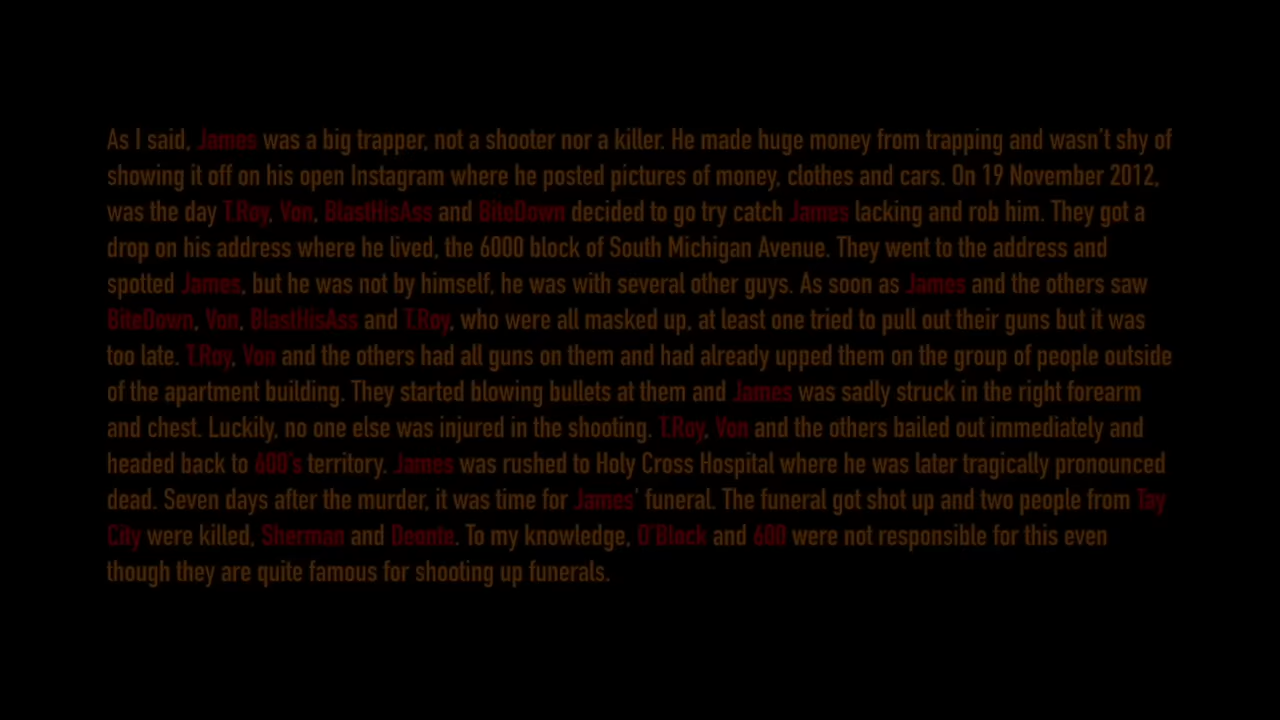 As I said, James was a big trapper, not a shooter nor a killer. He made huge money from trapping and wasn't shy of
showing it off on his open Instagram where he posted pictures of money, clothes and cars. On 19 November 2012,
was the day T.Roy, Von, BlastHisAss and BiteDown decided to go try catch James lacking and rob him. They got a
drop on his address where he lived, the 6000 block of South Michigan Avenue. They went to the address and
spotted James, but he was not by himself, he was with several other guys. As soon as James and the others saw
BiteDown, Von, BlastHisAss and T.Roy, who were all masked up, at least one tried to pull out their guns but it was
too late. T.Roy, Von and the others had all guns on them and had already upped them on the group of people outside
of the apartment building. They started blowing bullets at them and James was sadly struck in the right forearm
and chest. Luckily, no one else was injured in the shooting. T.Roy, Von and the others bailed out immediately and
headed back to 600's territory. James was rushed to Holy Cross Hospital where he was later tragically pronounced
dead. Seven days after the murder, it was time for James' funeral. The funeral got shot up and two people from Tay
City were killed, Sherman and Deonte. To my knowledge, O'Block and 600 were not responsible for this even
though they are quite famous for shooting up funerals.